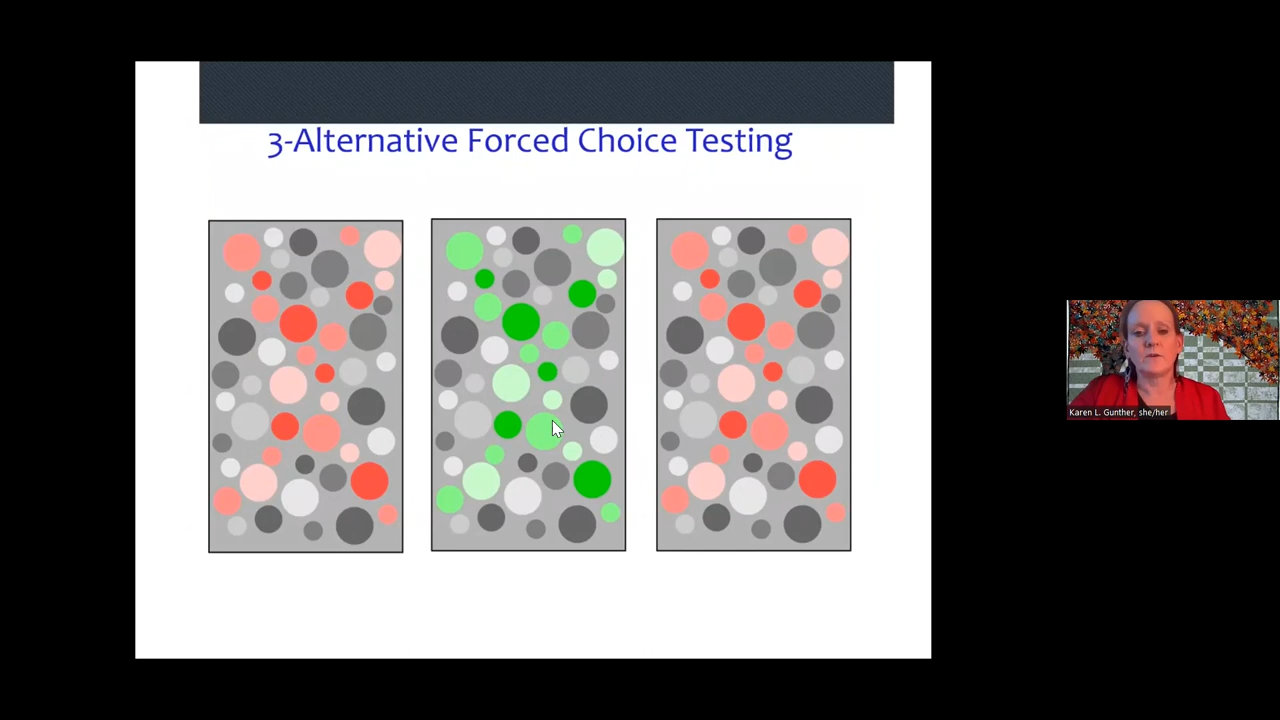 3-Alternative Forced Choice Testing
Karen L. Gunther, she/her